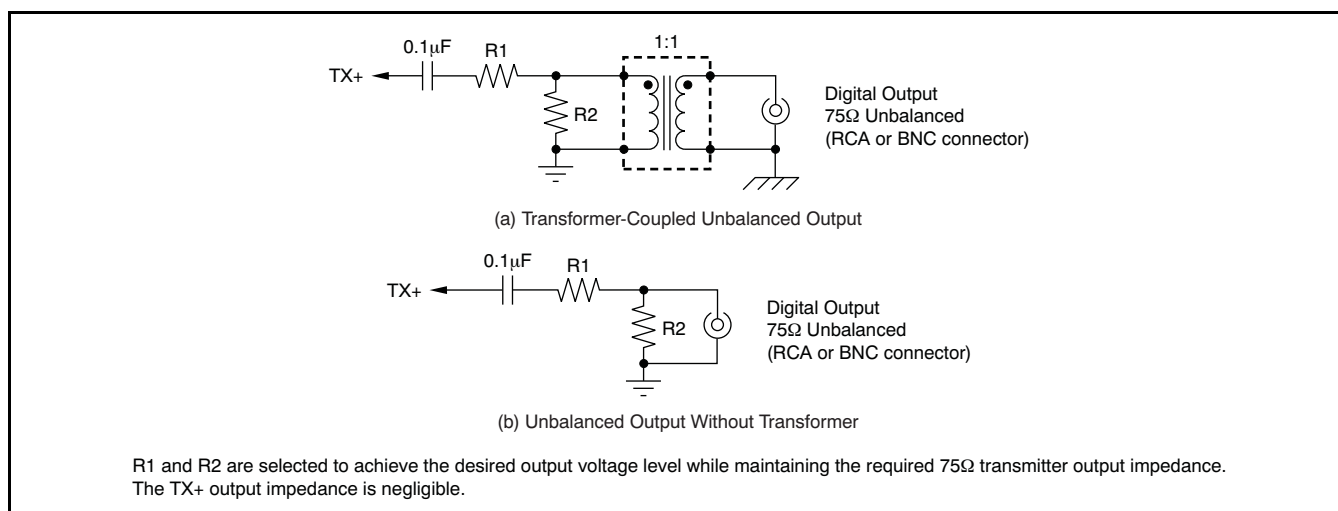 1:1
0.1μF
R1
TX+
R2
Digital Output
75Ω Unbalanced
(RCA or BNC connector)
(a) Transformer-Coupled Unbalanced Output
0.1μF
R1
TX+
R2
Digital Output
75Ω Unbalanced
(RCA or BNC connector)
(b) Unbalanced Output Without Transformer
R1 and R2 are selected to achieve the desired output voltage level while maintaining the required 75Ω transmitter output impedance.
The TX+ output impedance is negligible.